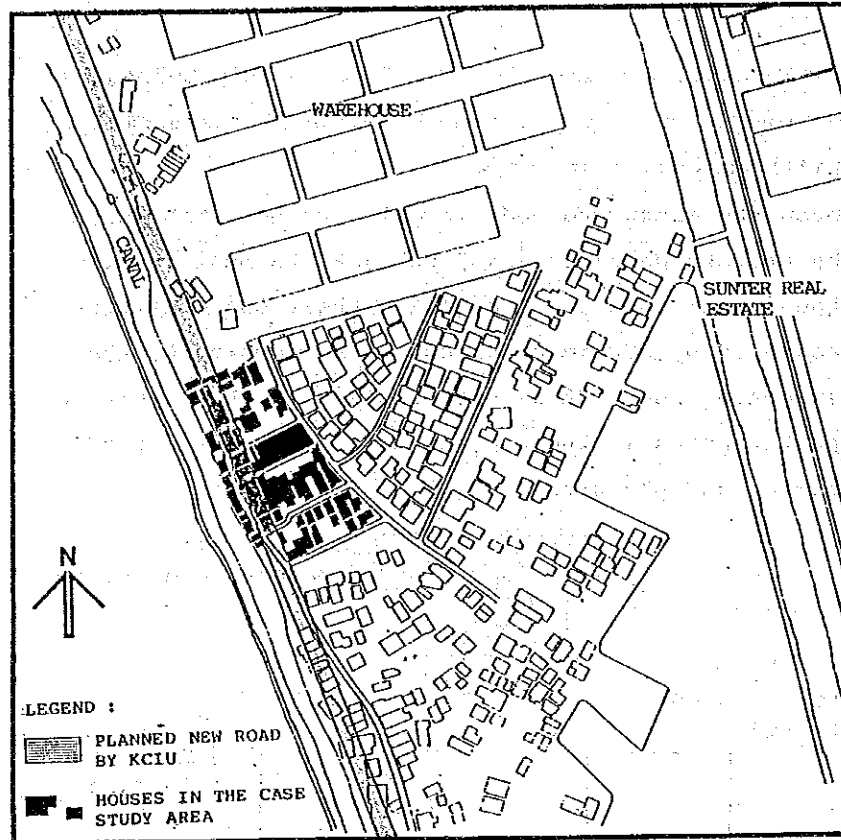 WAREHOUSE
CANAL
SUNTER REAL
ESTATE
N
LEGEND :
PLANNED NEW ROAD
BY KCIU
HOUSES IN THE CASE
STUDY AREA